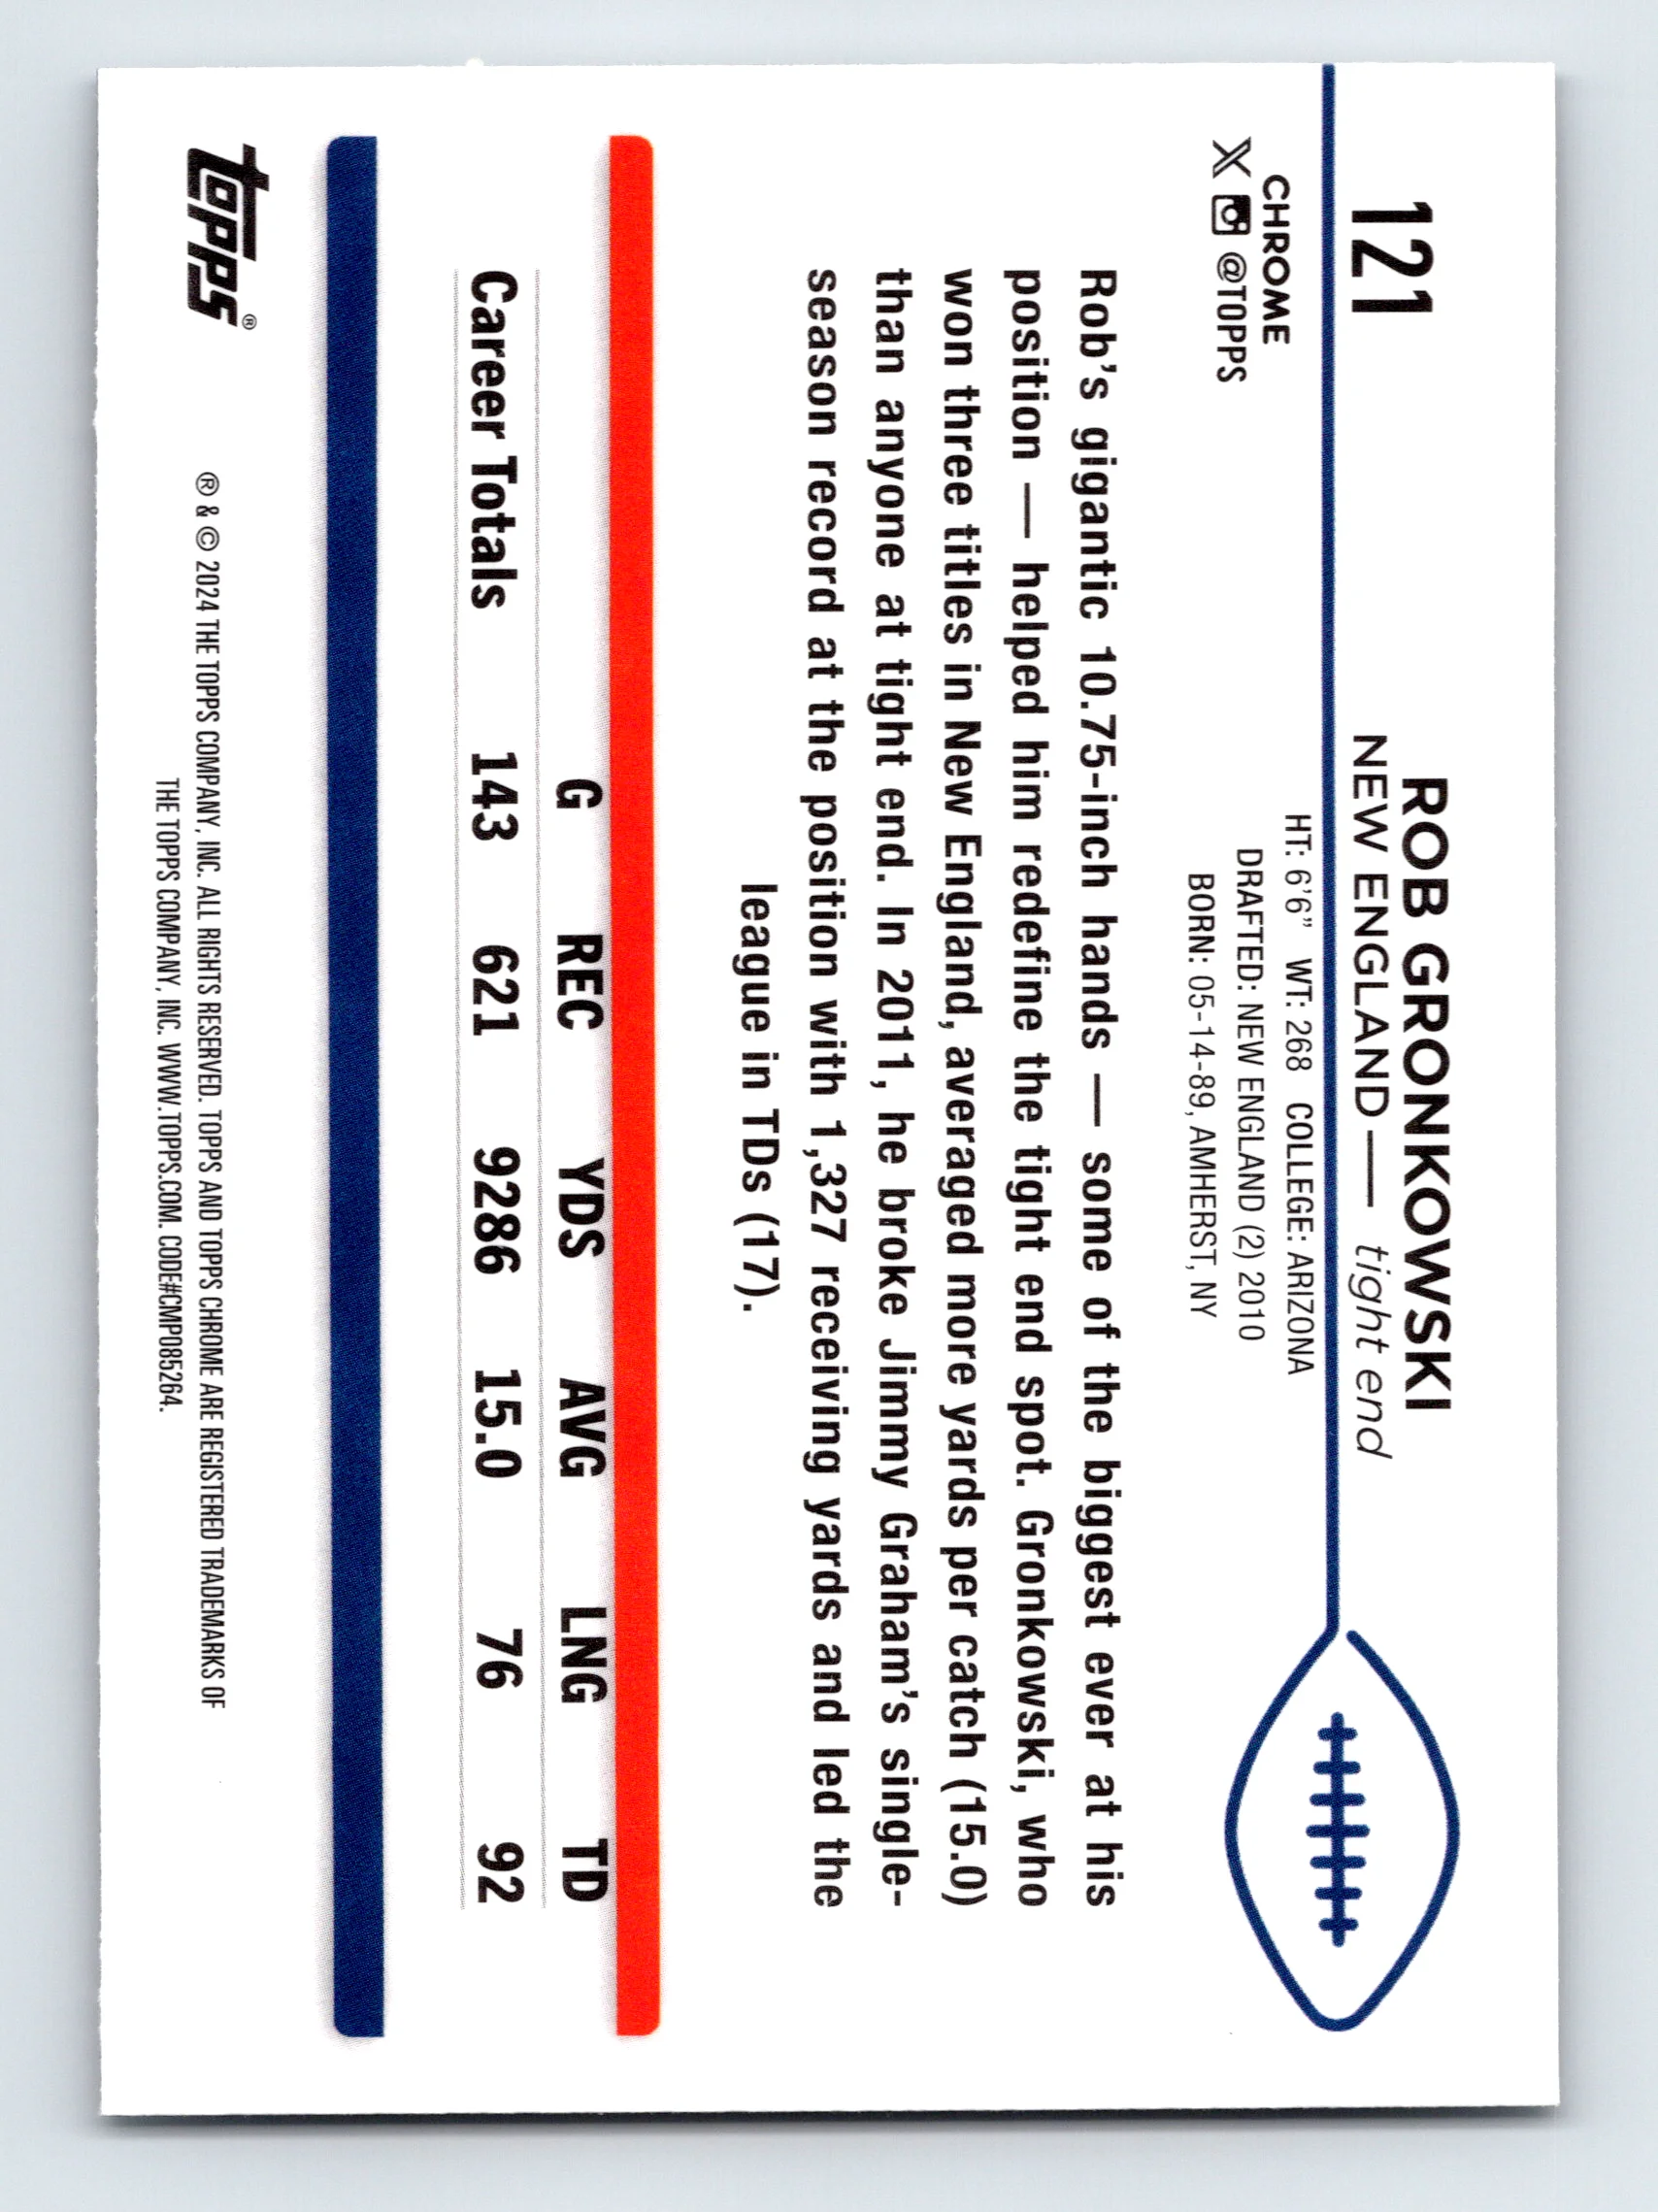 121
ROB GRONKOWSKI
NEW ENGLAND — tight end
CHROME
@TOPPS
HT: 6'6” WT: 268 COLLEGE: ARIZONA
DRAFTED: NEW ENGLAND (2) 2010
BORN: 05-14-89, AMHERST, NY
Rob's gigantic 10.75-inch hands — some of the biggest ever at his
position — helped him redefine the tight end spot. Gronkowski, who
won three titles in New England, averaged more yards per catch (15.0)
than anyone at tight end. In 2011, he broke Jimmy Graham's single-
season record at the position with 1,327 receiving yards and led the
league in TDs (17).
G REC YDS AVG LNG TD
Career Totals 143 621 9286 15.0 76 92
topps®
® & © 2024 THE TOPPS COMPANY, INC. ALL RIGHTS RESERVED. TOPPS AND TOPPS CHROME ARE REGISTERED TRADEMARKS OF
THE TOPPS COMPANY, INC. WWW.TOPPS.COM. CODE#CMP085264.